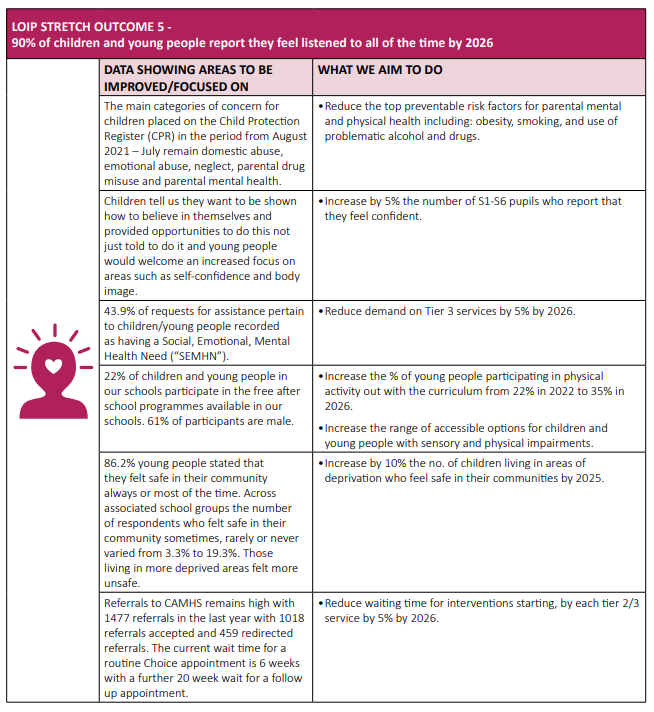 LOIP STRETCH OUTCOME 5 -
90% of children and young people report they feel listened to all of the time by 2026
DATA SHOWING AREAS TO BE
IMPROVED/FOCUSED ON
WHAT WE AIM TO DO
The main categories of concern for
children placed on the Child Protection
Register (CPR) in the period from August
2021 – July remain domestic abuse,
emotional abuse, neglect, parental drug
misuse and parental mental health.
• Reduce the top preventable risk factors for parental mental
and physical health including: obesity, smoking, and use of
problematic alcohol and drugs.
Children tell us they want to be shown
how to believe in themselves and
provided opportunities to do this not
just told to do it and young people
would welcome an increased focus on
areas such as self-confidence and body
image.
• Increase by 5% the number of S1-S6 pupils who report that
they feel confident.
43.9% of requests for assistance pertain
to children/young people recorded
as having a Social, Emotional, Mental
Health Need (“SEMHN”).
• Reduce demand on Tier 3 services by 5% by 2026.
22% of children and young people in
our schools participate in the free after
school programmes available in our
schools. 61% of participants are male.
• Increase the % of young people participating in physical
activity out with the curriculum from 22% in 2022 to 35% in
2026.
• Increase the range of accessible options for children and
young people with sensory and physical impairments.
86.2% young people stated that
they felt safe in their community
always or most of the time. Across
associated school groups the number
of respondents who felt safe in their
community sometimes, rarely or never
varied from 3.3% to 19.3%. Those
living in more deprived areas felt more
unsafe.
• Increase by 10% the no. of children living in areas of
deprivation who feel safe in their communities by 2025.
Referrals to CAMHS remains high with
1477 referrals in the last year with 1018
referrals accepted and 459 redirected
referrals. The current wait time for a
routine Choice appointment is 6 weeks
with a further 20 week wait for a follow
up appointment.
• Reduce waiting time for interventions starting, by each tier 2/3
service by 5% by 2026.